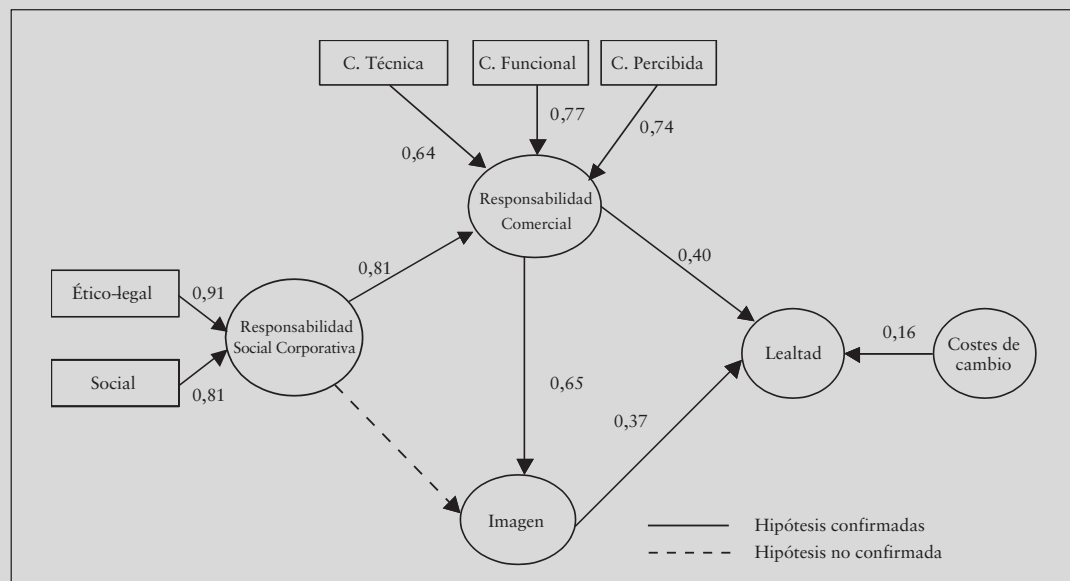 C. Técnica
C. Funcional
C. Percibida
0,77
0,74
0,64
Responsabilidad
Comercial
0,81
0,40
Ético-legal
0,91
Responsabilidad
Social Corporativa
Social
0,81
0,65
Lealtad
0,16
Costes de
cambio
0,37
Imagen
Hipótesis confirmadas
Hipótesis no confirmada